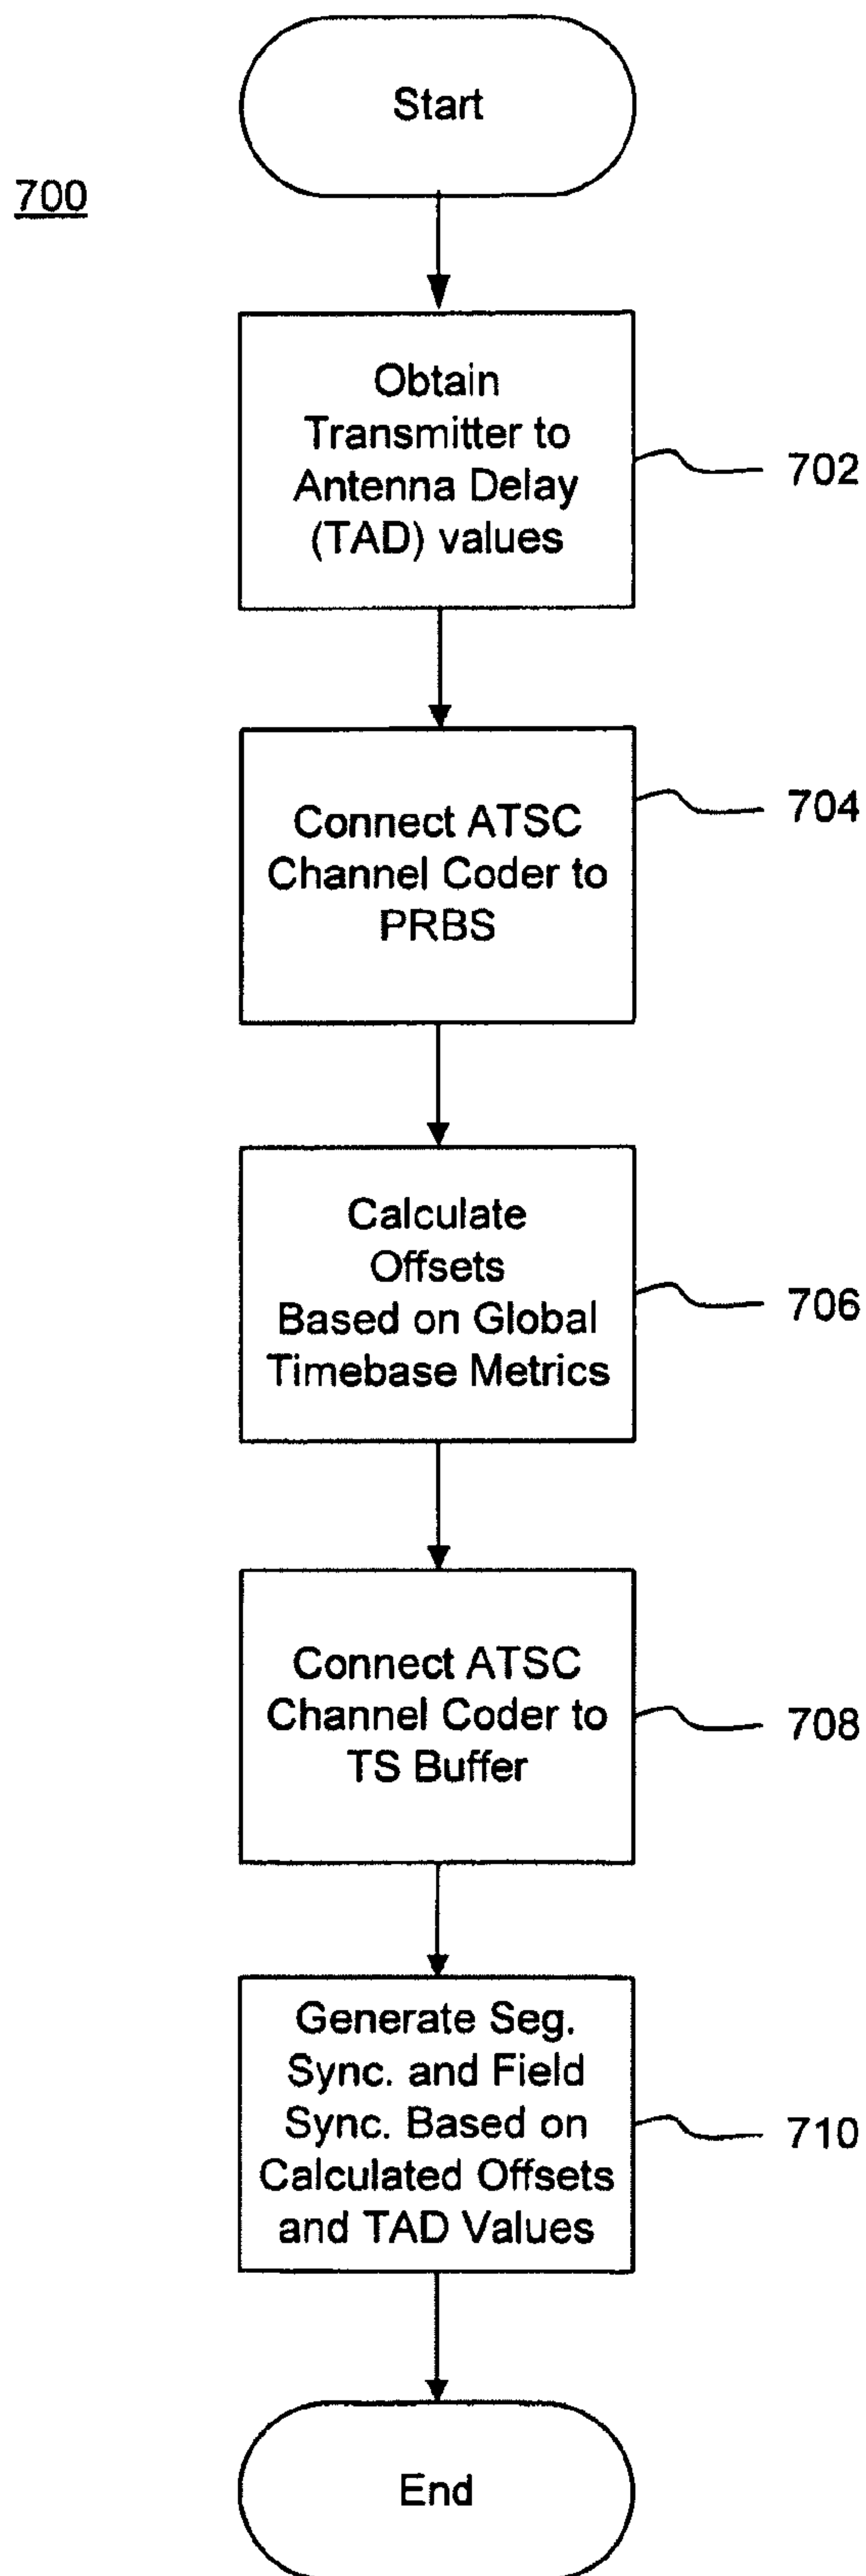 Start
700
Obtain
Transmitter to
Antenna Delay
(TAD) values
702
Connect ATSC
Channel Coder to
PRBS
704
Calculate
Offsets
Based on Global
Timebase Metrics
706
Connect ATSC
Channel Coder to
TS Buffer
708
Generate Seg.
Sync. and Field
Sync. Based on
Calculated Offsets
and TAD Values
710
End